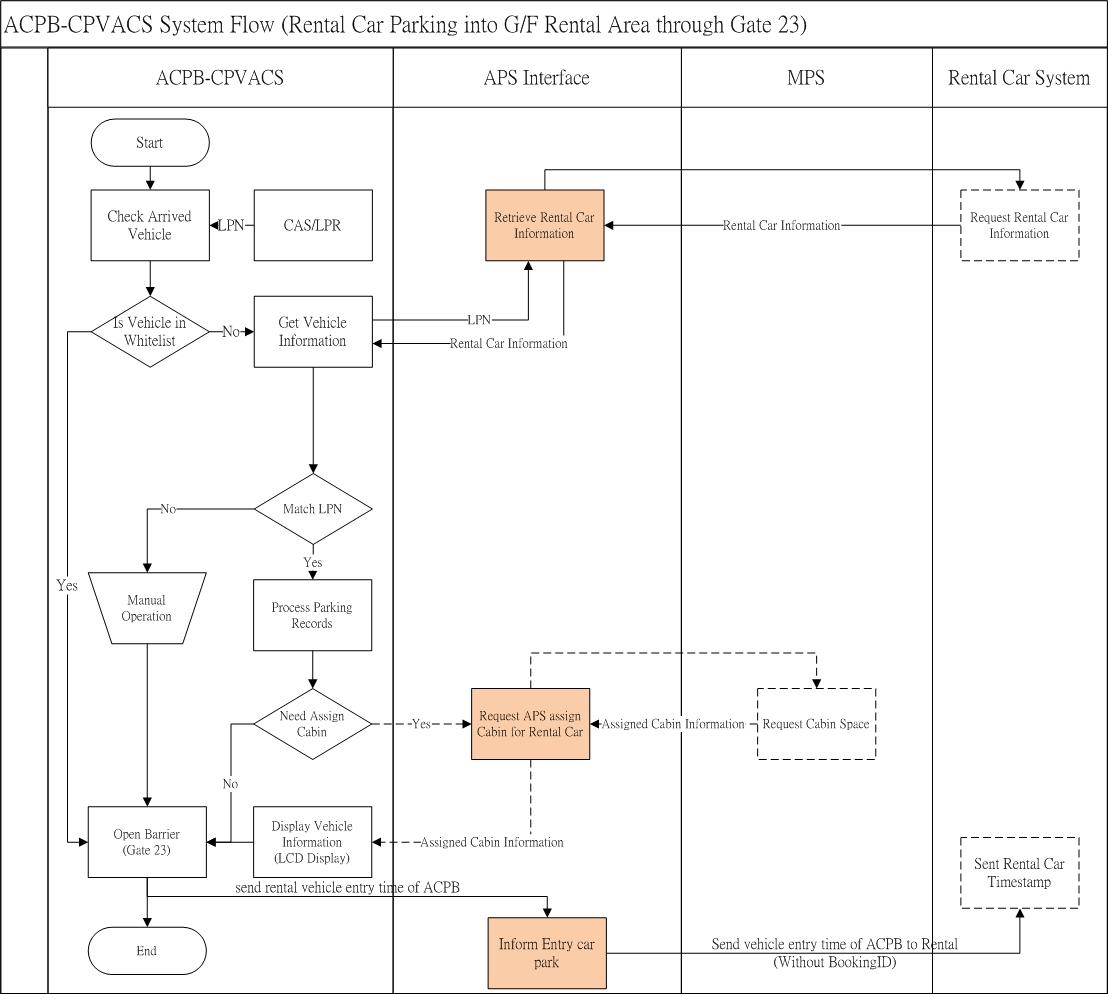 ACPB-CPVACS System Flow (Rental Car Parking into G/F Rental Area through Gate 23)
ACPB-CPVACS
APS Interface
MPS
Rental Car System
Start
Check Arrived
Vehicle
LPN
CAS/LPR
Retrieve Rental Car
Information
Rental Car Information
Request Rental Car
Information
Is Vehicle in
Whitelist
No
Get Vehicle
Information
LPN
Rental Car Information
Match LPN
No
Yes
Yes
Manual
Operation
Process Parking
Records
Need Assign
Cabin
Yes
Request APS assign
Cabin for Rental Car
Assigned Cabin Information
Request Cabin Space
No
Open Barrier
(Gate 23)
Display Vehicle
Information
(LCD Display)
Assigned Cabin Information
Sent Rental Car
Timestamp
send rental vehicle entry time of ACPB
End
Inform Entry car
park
Send vehicle entry time of ACPB to Rental
(Without BookingID)